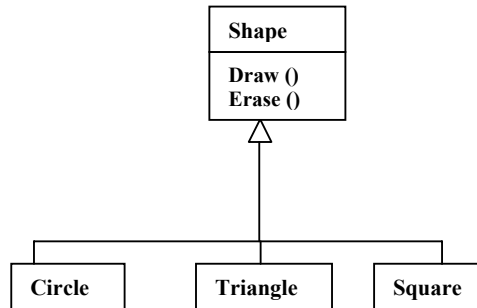 Shape
Draw ()
Erase ()
Circle
Triangle
Square